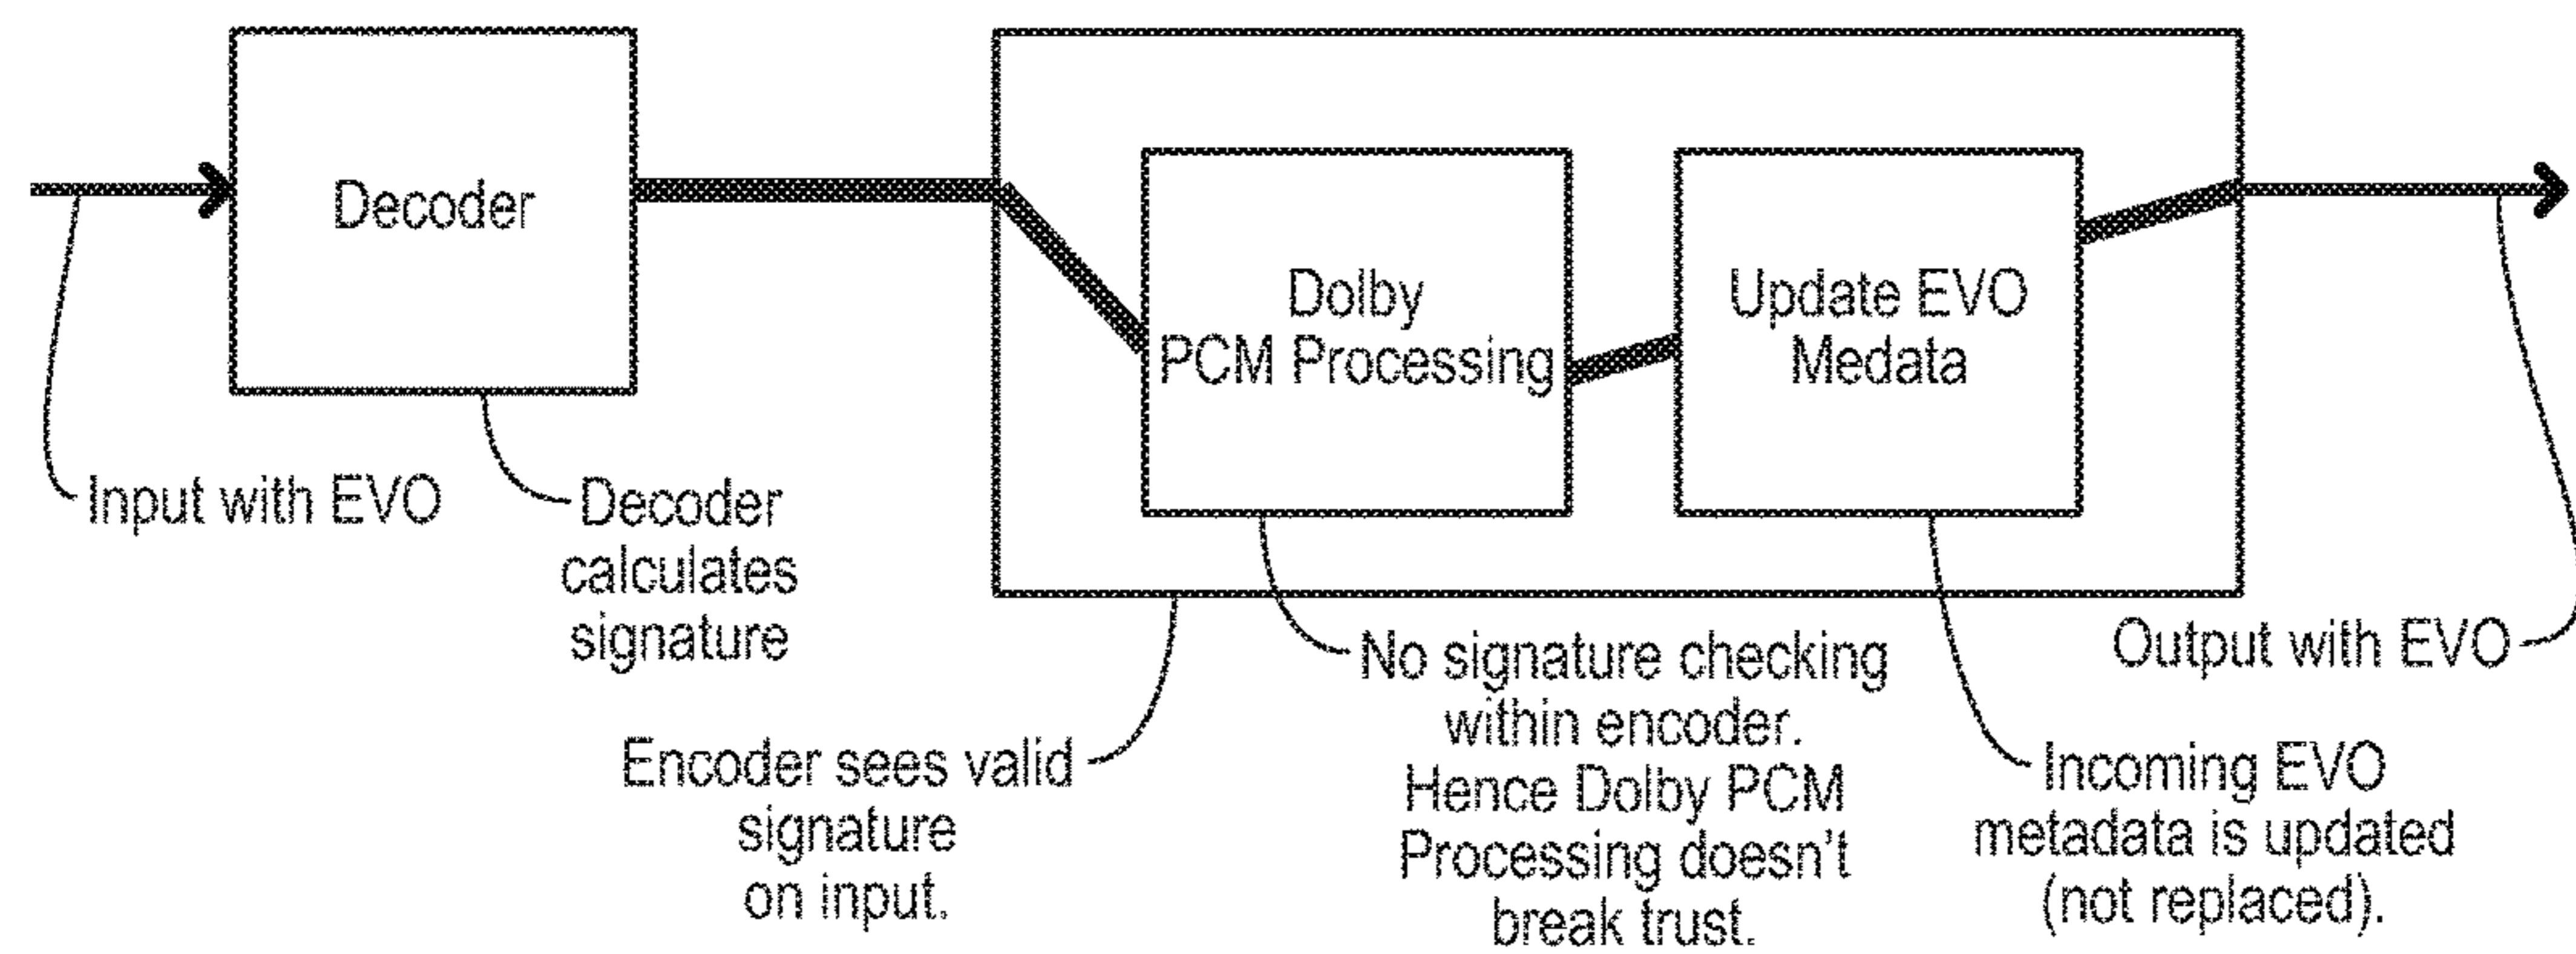 Decoder
Dolby
PCM Processing
Update EVO
Medata
Input with EVO
Decoder
calculates
signature
Encoder sees valid
signature
on input.
No signature checking
within encoder.
Hence Dolby PCM
Processing doesn't
break trust.
Incoming EVO
metadata is updated
(not replaced).
Output with EVO